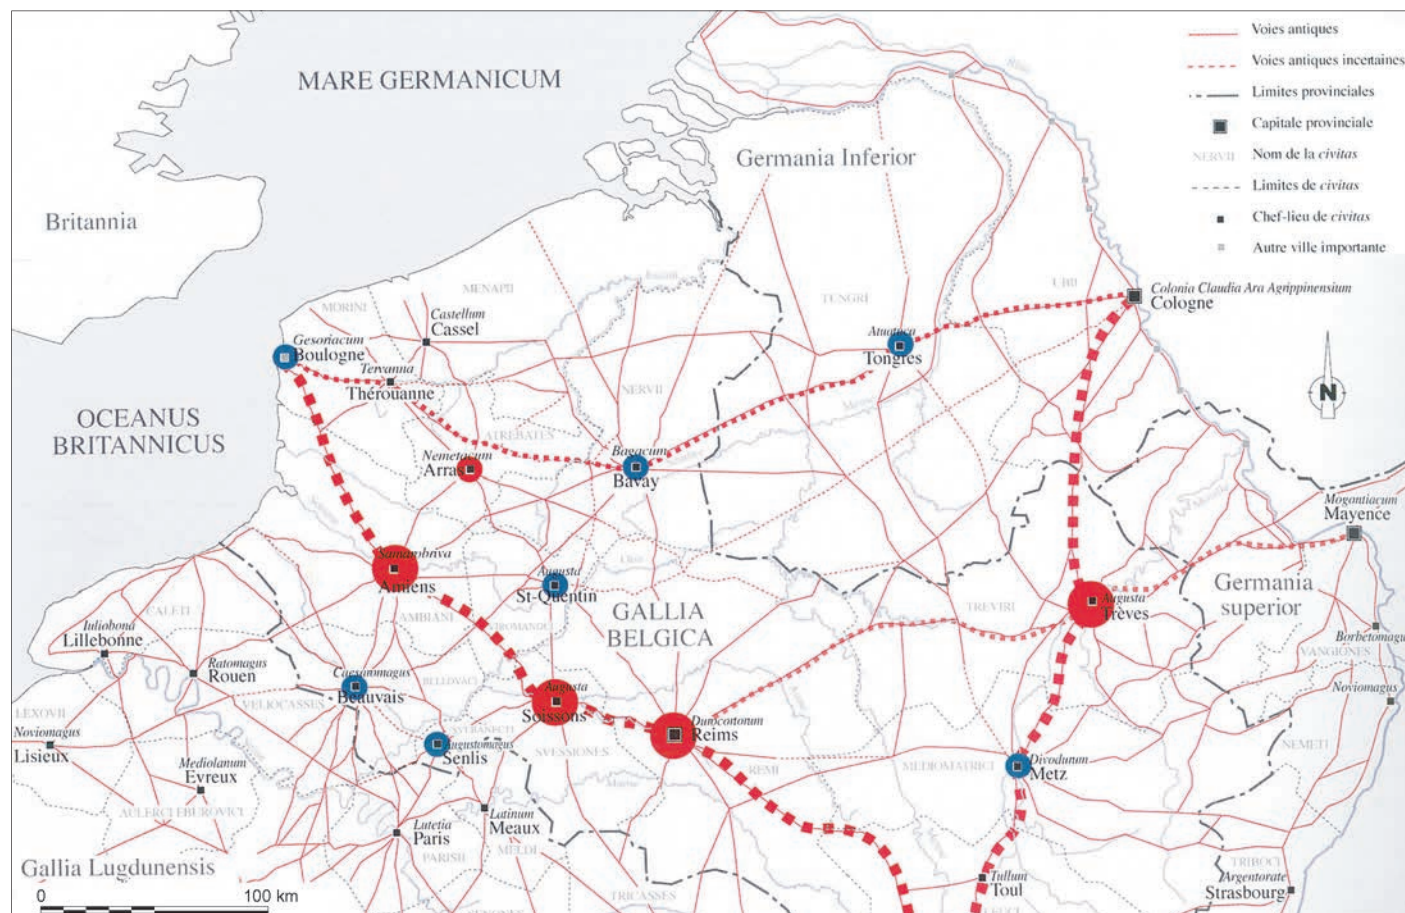 Voies antiques
Voies antiques incertaines
Limites provinciales
Capitale provinciale
NERVII
Nom de la civitas
Limites de civitas
Chef-lieu de civitas
Autre ville importante
MARE GERMANICUM
Germania Inferior
Britannia
MORINI
MENAPII
TUNGRI
UBII
Colonia Claudia Ara Agrippinensium
Cologne
Castellum
Cassel
Gesoriacum
Boulogne
Atuatuca
Tongres
Tervanna
Thérouanne
NERVII
OCEANUS
BRITANNICUS
N
ATREBATES
Nemetacum
Arras
Bagacum
Bavay
Mogontiacum
Mayence
Samarobriva
Amiens
Augusta
St-Quentin
GALLIA
BELGICA
TREVIRI
Augusta
Trèves
Germania
superior
CALETI
AMBIANI
Iuliobona
Lillebonne
Borbetomagus
VANGIONES
Ratomagus
Rouen
Caesaromagus
Beauvais
BELLOVACI
Augusta
Soissons
Noviomagus
VELIOCASSES
LEXOVII
Durocortorum
Reims
Noviomagus
Lisieux
Augustomagus
Senlis
SVESSIONES
NEMETI
Mediolanum
Evreux
REMI
MEDIOMATRICI
Divodurum
Metz
Marne
AULERCI EBUROVICI
Latinum
Meaux
Lutetia
Paris
PARISII
MELDI
Gallia Lugdunensis
TRIBOCI
Argentorate
Strasbourg
Tullum
Toul
TRICASSES
0
100 km